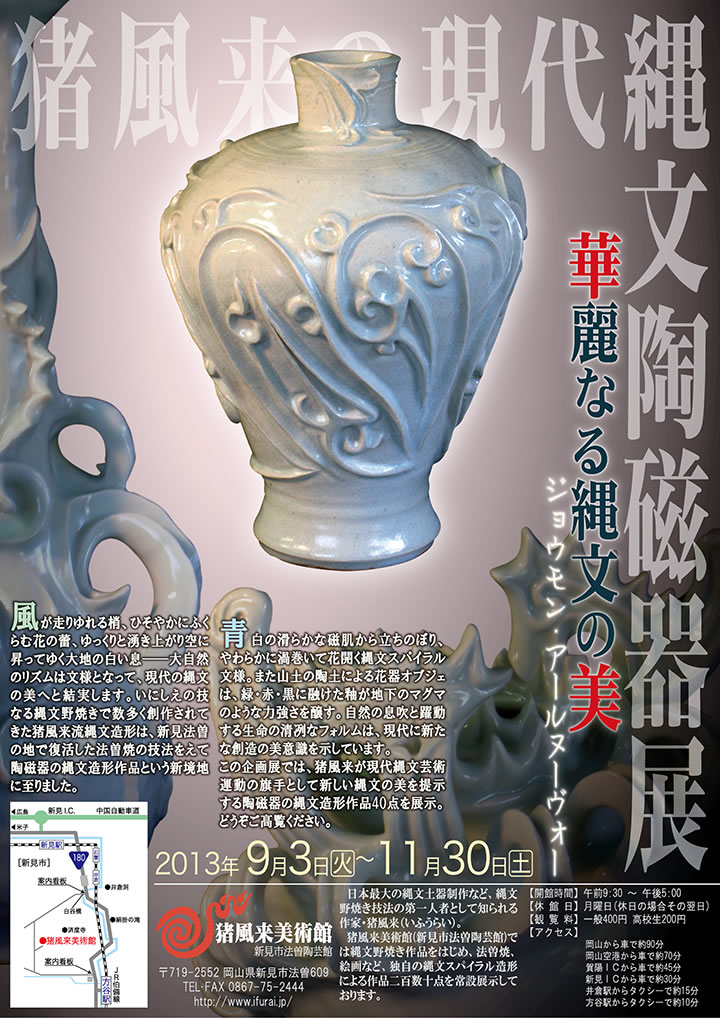 猪風来の現代縄
文陶磁器展
華麗なる縄文の美
ジョウモン・アールヌーヴォー
風が走りゆれる梢、ひそやかにふく
らむ花の蕾、ゆっくりと湧き上がり空に
昇ってゆく大地の白い息――大自然
のリズムは文様となって、現代の縄文
の美へと結実します。いにしえの技
なる縄文野焼きで数多く創作されて
きた猪風来流縄文造形は、新見法曽
の地で復活した法曽焼の技法をえて
陶磁器の縄文造形作品という新境地
に至りました。
青白の滑らかな磁肌から立ちのぼり、
やわらかに渦巻いて花開く縄文スパイラル
文様。また山土の陶土による花器オブジェ
は、緑・赤・黒に融けた釉が地下のマグマ
のような力強さを醸す。自然の息吹と躍動
する生命の清冽なフォルムは、現代に新た
な創造の美意識を示しています。
この企画展では、猪風来が現代縄文芸術
運動の旗手として新しい縄文の美を提示
する陶磁器の縄文造形作品40点を展示。
どうぞご高覧ください。
2013年 9月3日火～11月30日土
◀広島
新見I.C.
中国自動車道
◀米子
新見駅
180
[新見市]
案内看板
井倉駅
●井倉洞
白谷橋
●絹掛の滝
●済度寺
●猪風来美術館
案内看板
JR伯備線
方谷駅
猪風来美術館
新見市法曽陶芸館
〒719-2552 岡山県新見市法曽609
TEL・FAX 0867-75-2444
http://www.ifurai.jp/
日本最大の縄文土器制作など、縄文
野焼き技法の第一人者として知られる
作家・猪風来(いふうらい)。
猪風来美術館(新見市法曽陶芸館)で
は縄文野焼き作品をはじめ、法曽焼、
絵画など、独自の縄文スパイラル造形
による作品二百数十点を常設展示して
おります。
【開館時間】午前9:30 ～ 午後5:00
【休館日】月曜日(休日の場合その翌日)
【観覧料】一般400円 高校生200円
【アクセス】
岡山から車で約90分
岡山空港から車で約70分
賀陽ICから車で約45分
新見ICから車で約30分
井倉駅からタクシーで約15分
方谷駅からタクシーで約10分